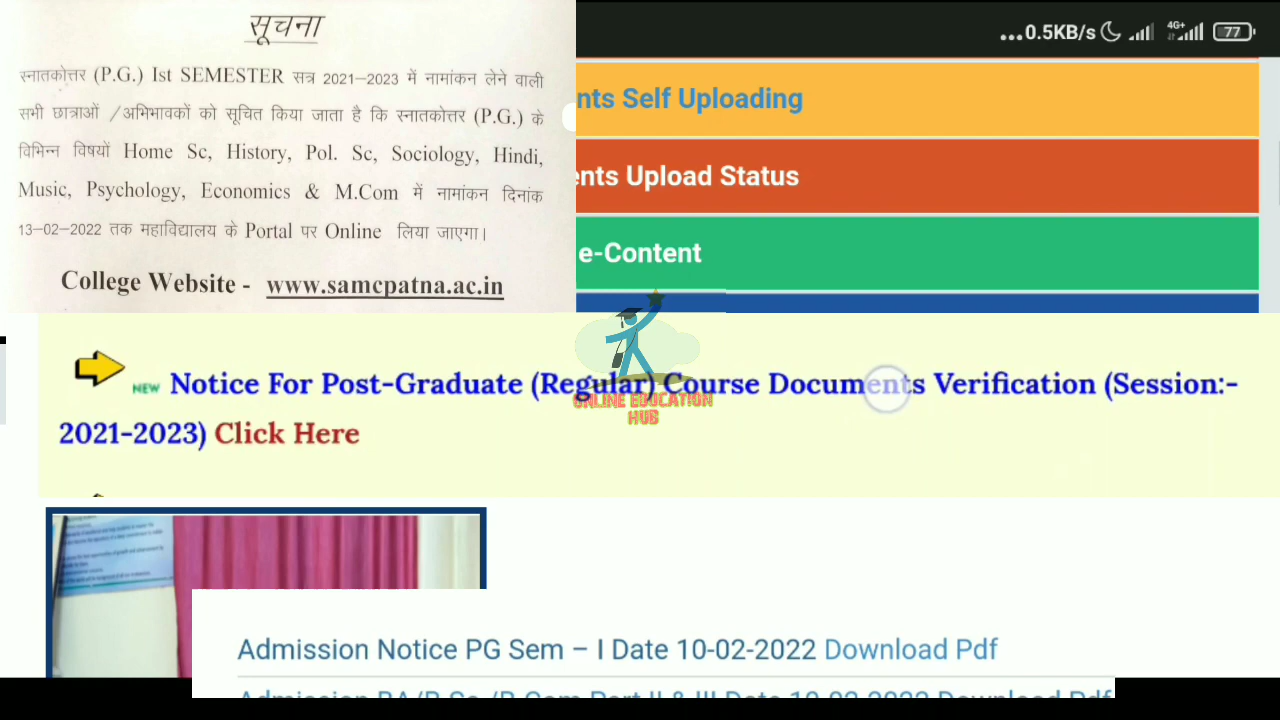 सूचना
स्नातकोत्तर (P.G.) Ist SEMESTER सत्र 2021–2023 में नामांकन लेने वाली
सभी छात्राओं /अभिभावकों को सूचित किया जाता है कि स्नातकोत्तर (P.G.) के
विभिन्न विषयों Home Sc, History, Pol. Sc, Sociology, Hindi,
Music, Psychology, Economics & M.Com में नामांकन दिनांक
13–02–2022 तक महाविद्यालय के Portal पर Online लिया जाएगा।
College Website - www.samcpatna.ac.in
...0.5KB/s 4G+ 77
nts Self Uploading
ents Upload Status
e-Content
NEW Notice For Post-Graduate (Regular) Course Documents Verification (Session:-
2021-2023) Click Here
ONLINE EDUCATION
HUB
Admission Notice PG Sem – I Date 10-02-2022 Download Pdf